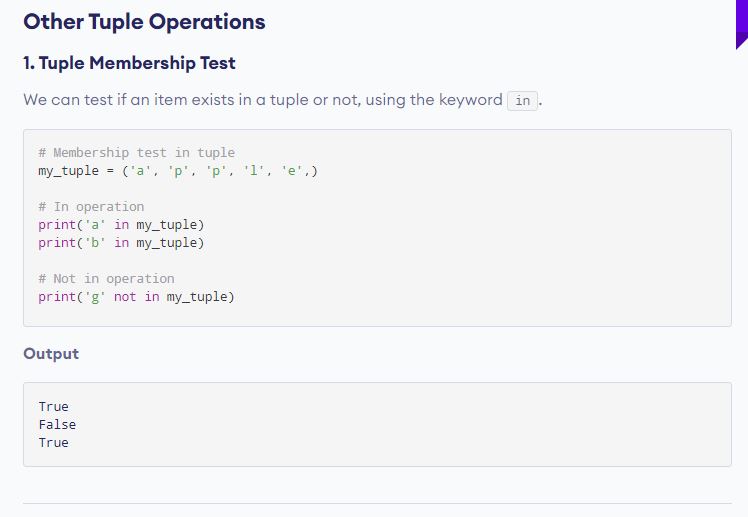 Other Tuple Operations
1. Tuple Membership Test
We can test if an item exists in a tuple or not, using the keyword in.
# Membership test in tuple
my_tuple = ('a', 'p', 'p', 'l', 'e',)
# In operation
print('a' in my_tuple)
print('b' in my_tuple)
# Not in operation
print('g' not in my_tuple)
Output
True
False
True